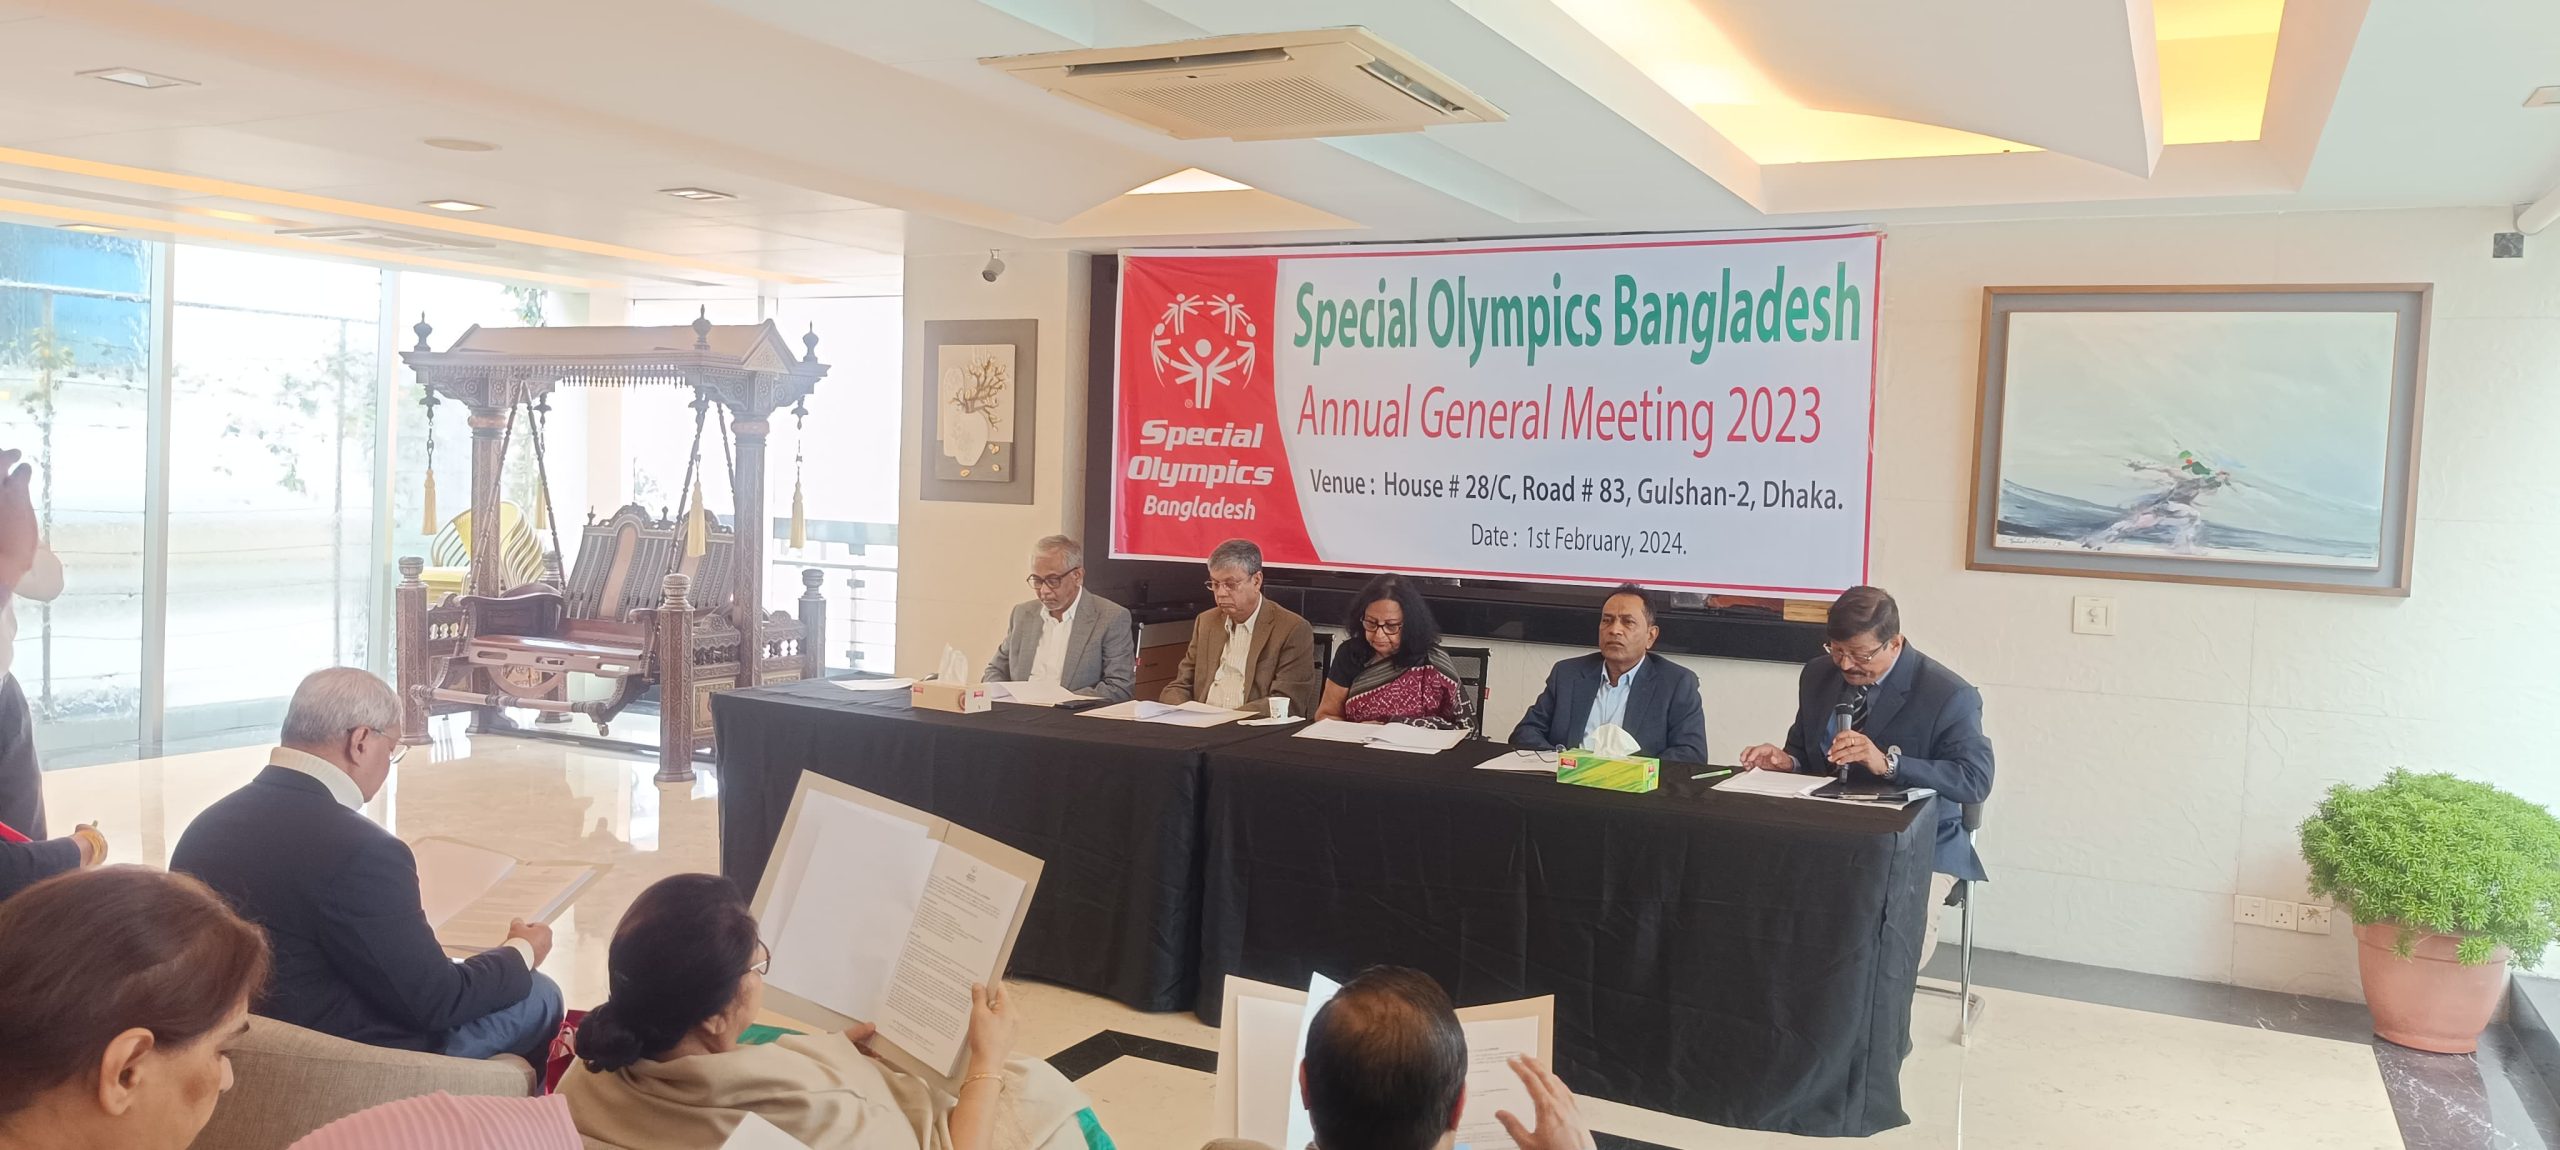 Special Olympics Bangladesh
Annual General Meeting 2023
Venue : House # 28/C, Road # 83, Gulshan-2, Dhaka.
Date : 1st February, 2024.
Special
Olympics
Bangladesh